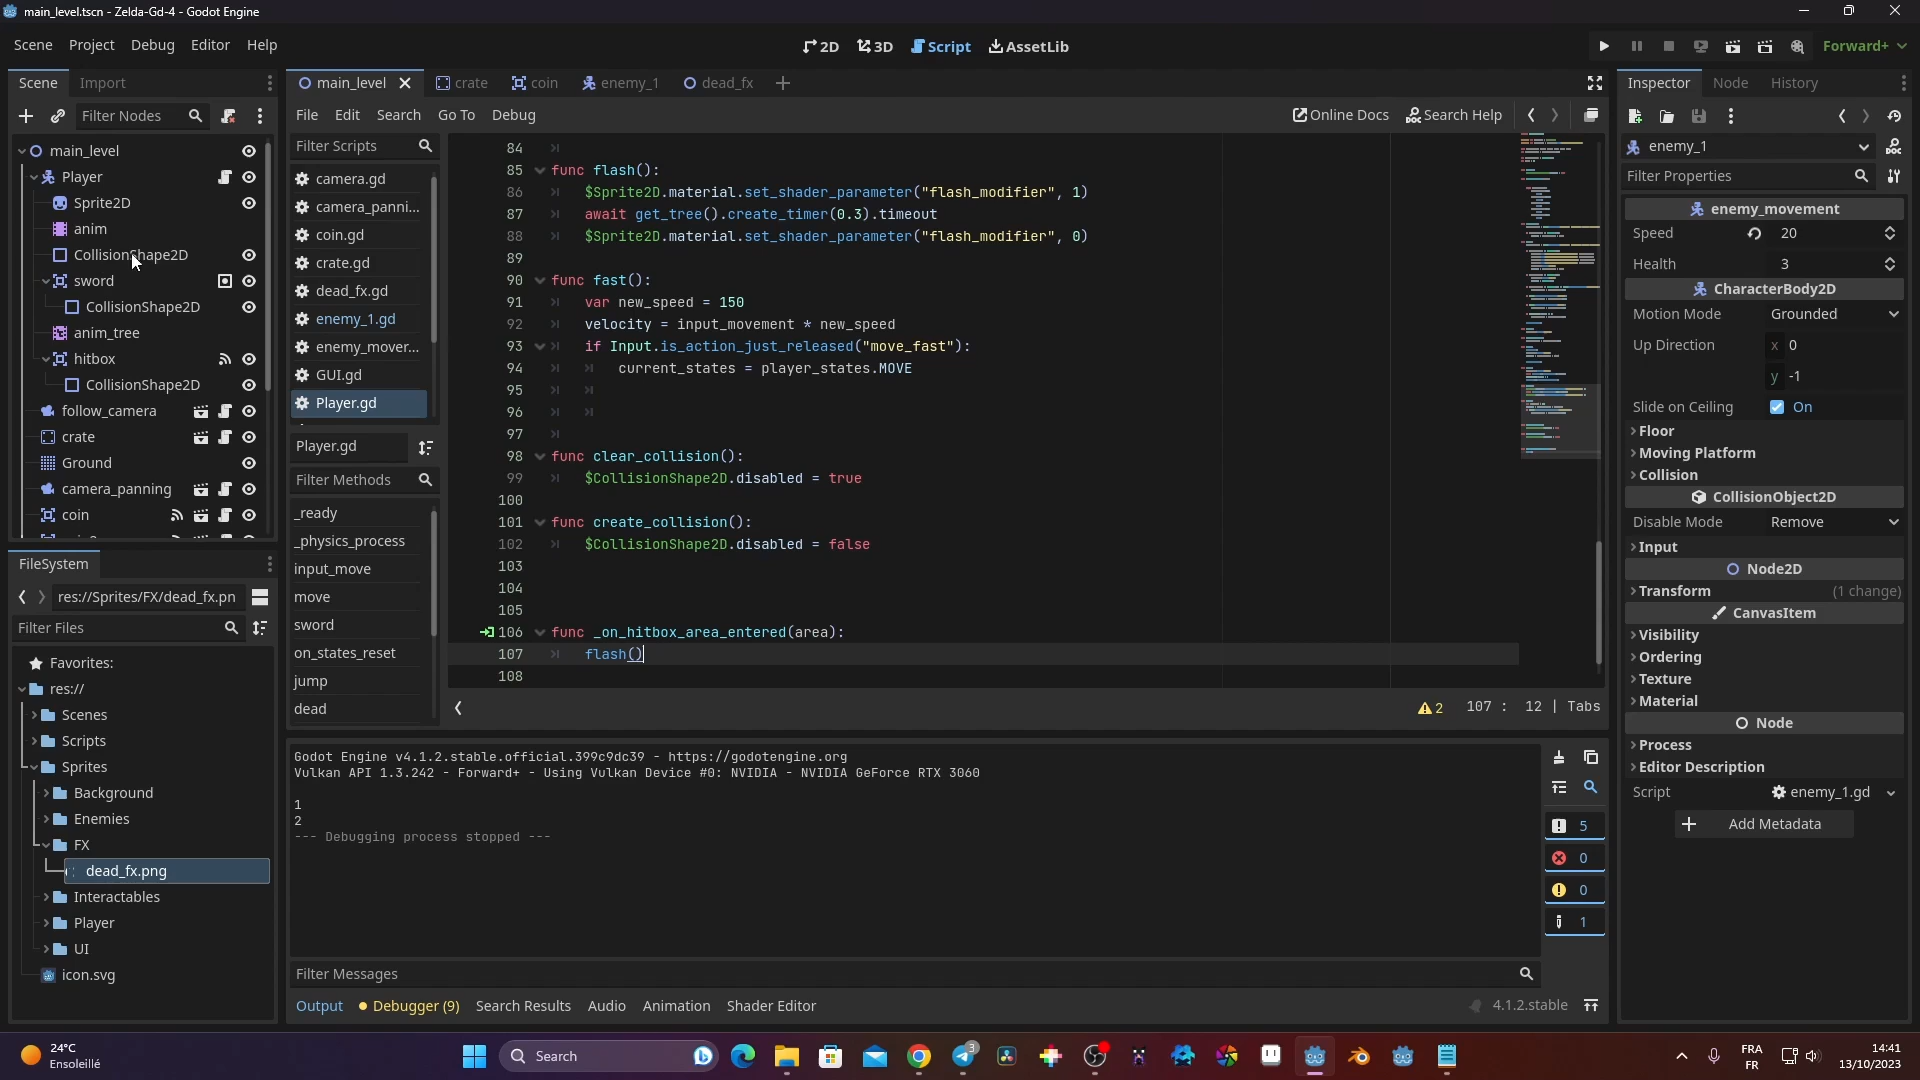 main_level.tscn - Zelda-Gd-4 - Godot Engine
Scene Project Debug Editor Help
2D 3D Script AssetLib
Forward+
Scene Import
main_level crate coin enemy_1 dead_fx
Inspector Node History
Filter Nodes
File Edit Search Go To Debug
Online Docs Search Help
main_level
Player
Sprite2D
anim
CollisionShape2D
sword
CollisionShape2D
anim_tree
hitbox
CollisionShape2D
follow_camera
crate
Ground
camera_panning
coin
FileSystem
res://Sprites/FX/dead_fx.pn
Filter Files
Favorites:
res://
Scenes
Scripts
Sprites
Background
Enemies
FX
dead_fx.png
Interactables
Player
UI
icon.svg
Filter Scripts
camera.gd
camera_panni...
coin.gd
crate.gd
dead_fx.gd
enemy_1.gd
enemy_mover...
GUI.gd
Player.gd
Player.gd
Filter Methods
_ready
_physics_process
input_move
move
sword
on_states_reset
jump
dead
84
85 func flash():
86 $Sprite2D.material.set_shader_parameter("flash_modifier", 1)
87 await get_tree().create_timer(0.3).timeout
88 $Sprite2D.material.set_shader_parameter("flash_modifier", 0)
89
90 func fast():
91 var new_speed = 150
92 velocity = input_movement * new_speed
93 if Input.is_action_just_released("move_fast"):
94 current_states = player_states.MOVE
95
96
97
98 func clear_collision():
99 $CollisionShape2D.disabled = true
100
101 func create_collision():
102 $CollisionShape2D.disabled = false
103
104
105
106 func _on_hitbox_area_entered(area):
107 flash()
108
2 107 : 12 | Tabs
Godot Engine v4.1.2.stable.official.399c9dc39 - https://godotengine.org
Vulkan API 1.3.242 - Forward+ - Using Vulkan Device #0: NVIDIA - NVIDIA GeForce RTX 3060
1
2
--- Debugging process stopped ---
5
0
0
1
Filter Messages
Output Debugger (9) Search Results Audio Animation Shader Editor
4.1.2.stable
enemy_1
Filter Properties
enemy_movement
Speed 20
Health 3
CharacterBody2D
Motion Mode Grounded
Up Direction x 0
y -1
Slide on Ceiling On
Floor
Moving Platform
Collision
CollisionObject2D
Disable Mode Remove
Input
Node2D
Transform (1 change)
CanvasItem
Visibility
Ordering
Texture
Material
Node
Process
Editor Description
Script enemy_1.gd
Add Metadata
24°C
Ensoleillé
Search
3
FRA
FR
14:41
13/10/2023